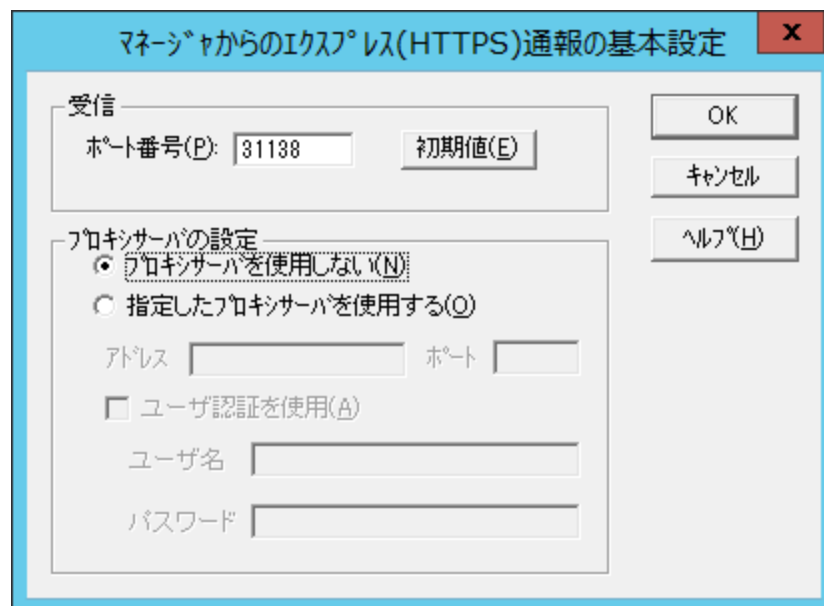 ﾏﾈｰｼﾞｬからのｴｸｽﾌﾟﾚｽ(HTTPS)通報の基本設定
x
受信
ﾎﾟｰﾄ番号(P): 31138 初期値(E)
OK
ｷｬﾝｾﾙ
ﾍﾙﾌﾟ(H)
ﾌﾟﾛｷｼｻｰﾊﾞの設定
ﾌﾟﾛｷｼｻｰﾊﾞを使用しない(N)
指定したﾌﾟﾛｷｼｻｰﾊﾞを使用する(O)
ｱﾄﾞﾚｽ ﾎﾟｰﾄ
ユーザ認証を使用(A)
ユーザ名
パスワード